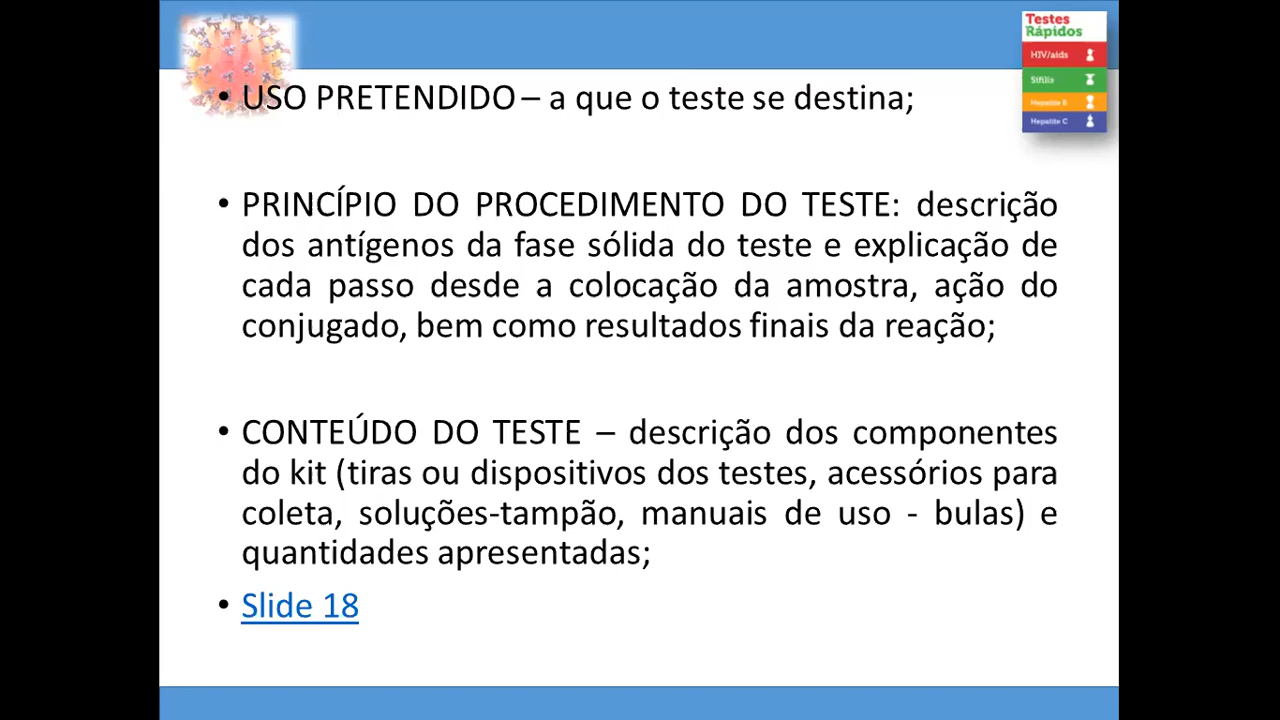 Testes
Rápidos
HIV/aids
Sífilis
Hepatite B
Hepatite C
• USO PRETENDIDO – a que o teste se destina;
• PRINCÍPIO DO PROCEDIMENTO DO TESTE: descrição
dos antígenos da fase sólida do teste e explicação de
cada passo desde a colocação da amostra, ação do
conjugado, bem como resultados finais da reação;
• CONTEÚDO DO TESTE – descrição dos componentes
do kit (tiras ou dispositivos dos testes, acessórios para
coleta, soluções-tampão, manuais de uso - bulas) e
quantidades apresentadas;
• Slide 18